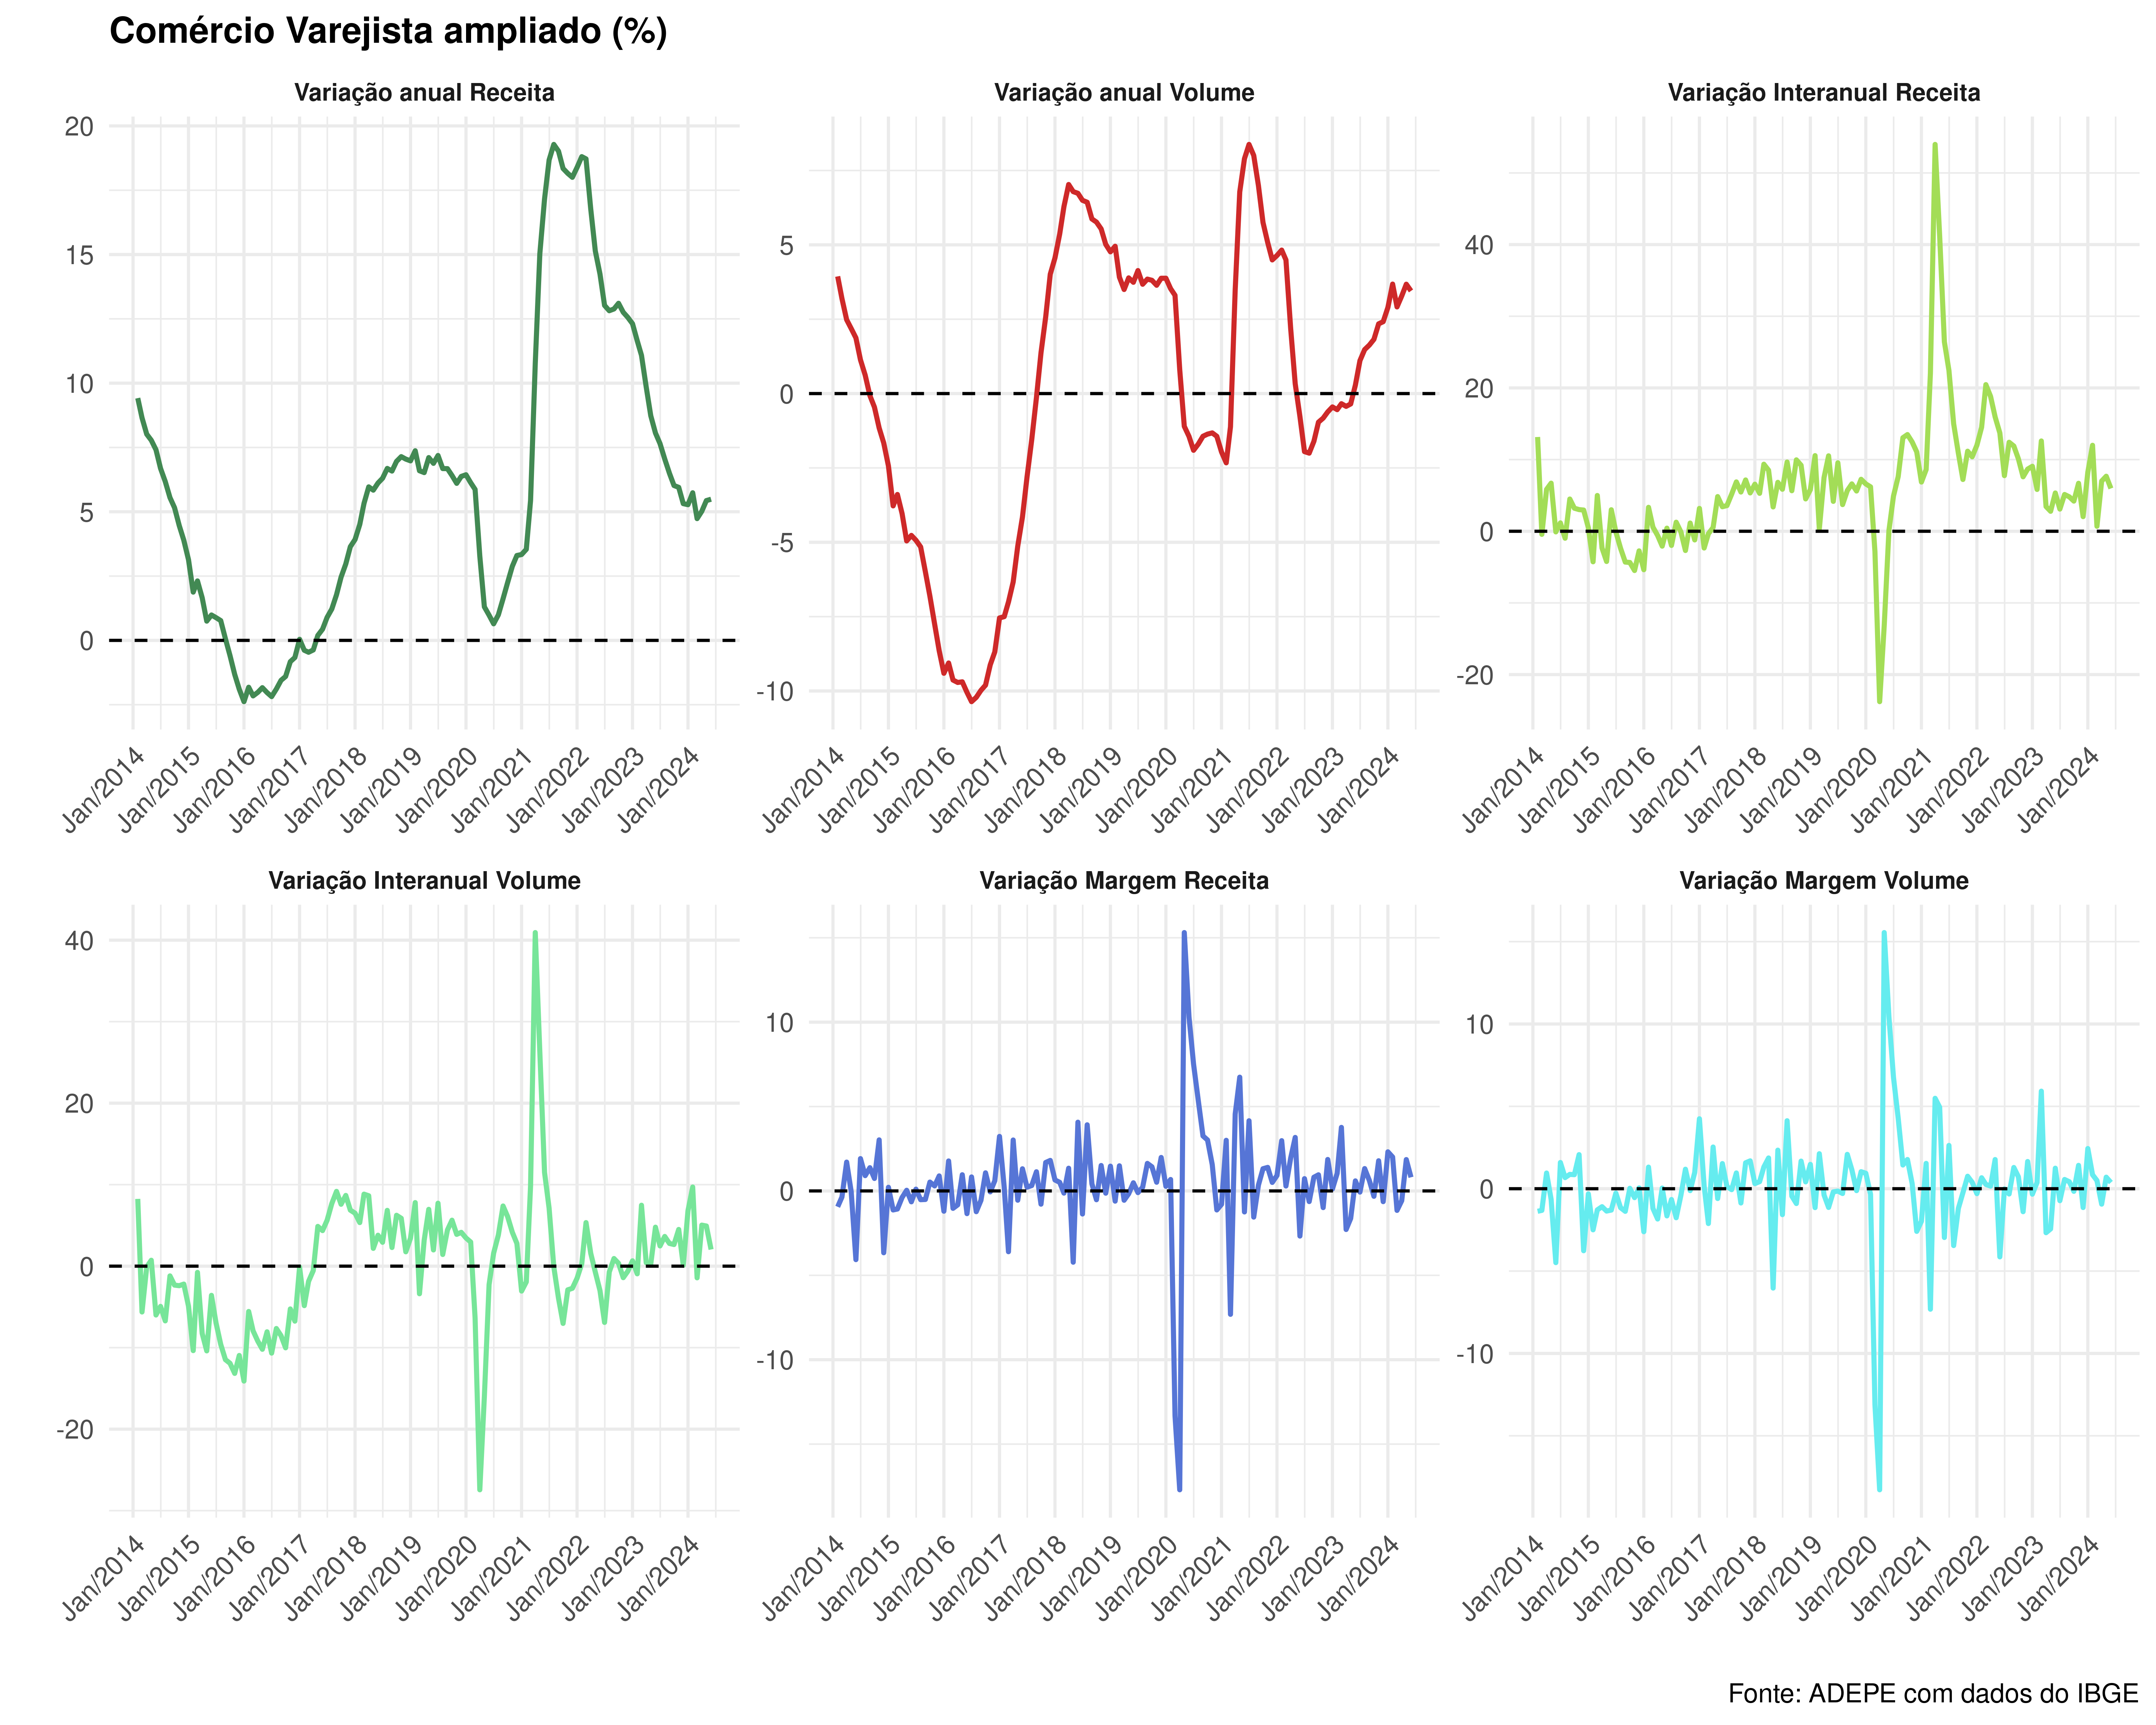 Comércio Varejista ampliado (%)
Variação anual Receita
Variação anual Volume
Variação Interanual Receita
20
15
10
5
0
5
0
-5
-10
40
20
0
-20
Jan/2014
Jan/2015
Jan/2016
Jan/2017
Jan/2018
Jan/2019
Jan/2020
Jan/2021
Jan/2022
Jan/2023
Jan/2024
Jan/2014
Jan/2015
Jan/2016
Jan/2017
Jan/2018
Jan/2019
Jan/2020
Jan/2021
Jan/2022
Jan/2023
Jan/2024
Jan/2014
Jan/2015
Jan/2016
Jan/2017
Jan/2018
Jan/2019
Jan/2020
Jan/2021
Jan/2022
Jan/2023
Jan/2024
Variação Interanual Volume
Variação Margem Receita
Variação Margem Volume
40
20
0
-20
10
0
-10
10
0
-10
Jan/2014
Jan/2015
Jan/2016
Jan/2017
Jan/2018
Jan/2019
Jan/2020
Jan/2021
Jan/2022
Jan/2023
Jan/2024
Jan/2014
Jan/2015
Jan/2016
Jan/2017
Jan/2018
Jan/2019
Jan/2020
Jan/2021
Jan/2022
Jan/2023
Jan/2024
Jan/2014
Jan/2015
Jan/2016
Jan/2017
Jan/2018
Jan/2019
Jan/2020
Jan/2021
Jan/2022
Jan/2023
Jan/2024
Fonte: ADEPE com dados do IBGE